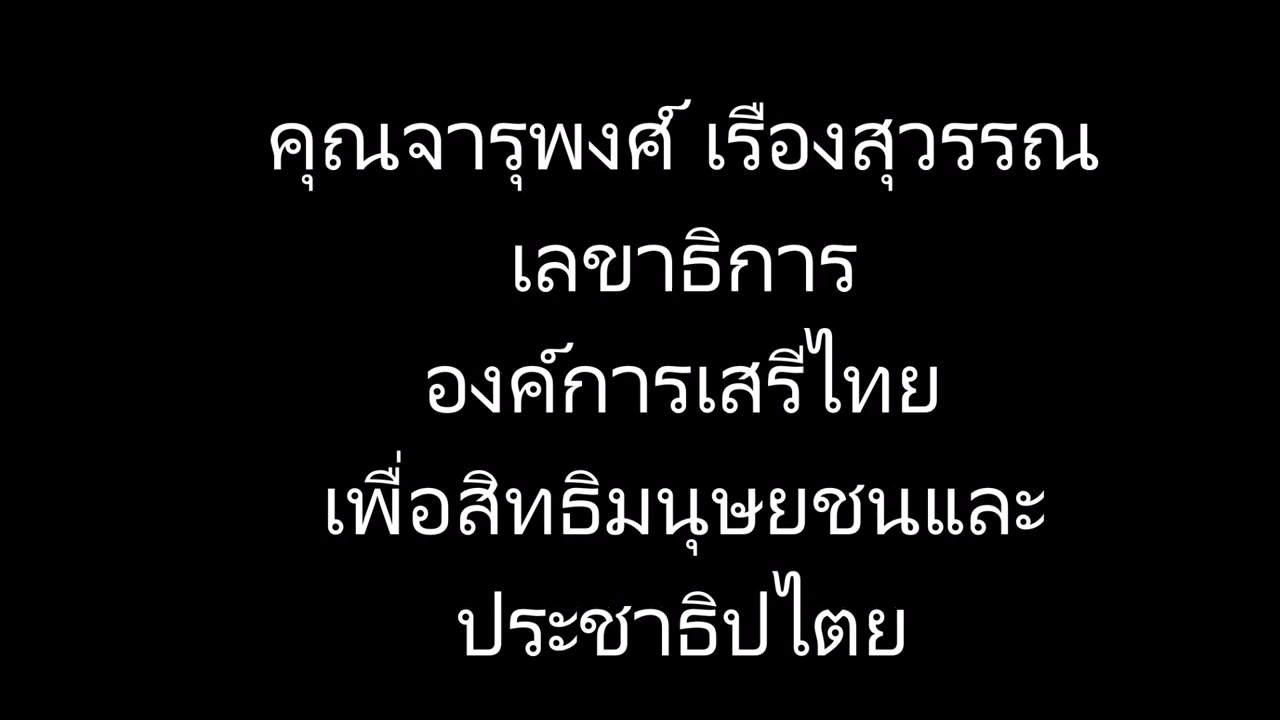 คุณจารุพงศ์ เรืองสุวรรณ
เลขาธิการ
องค์การเสรีไทย
เพื่อสิทธิมนุษยชนและ
ประชาธิปไตย